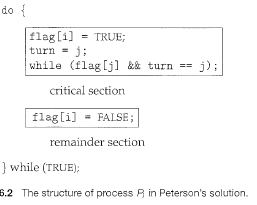 do {
flag[i] = TRUE;
turn = j;
while (flag[j] && turn == j);
critical section
flag[i] = FALSE;
remainder section
} while (TRUE);
6.2 The structure of process Pi in Peterson's solution.